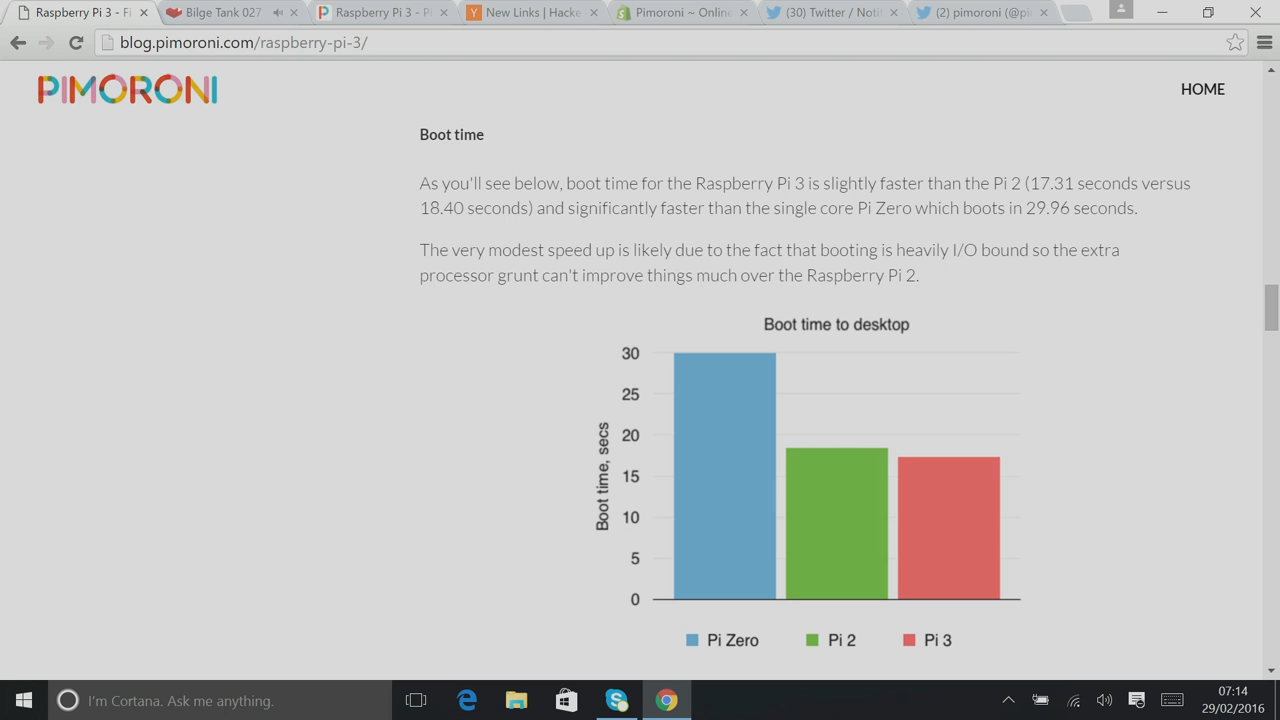 Raspberry Pi 3 - Fi
Bilge Tank 027
Raspberry Pi 3 - P
New Links | Hacke
Pimoroni ~ Online
(30) Twitter / Noti
(2) pimoroni (@pi
blog.pimoroni.com/raspberry-pi-3/
PIMORONI
HOME
Boot time
As you'll see below, boot time for the Raspberry Pi 3 is slightly faster than the Pi 2 (17.31 seconds versus
18.40 seconds) and significantly faster than the single core Pi Zero which boots in 29.96 seconds.
The very modest speed up is likely due to the fact that booting is heavily I/O bound so the extra
processor grunt can't improve things much over the Raspberry Pi 2.
Boot time to desktop
30
25
20
15
10
5
0
Boot time, secs
Pi Zero
Pi 2
Pi 3
I'm Cortana. Ask me anything.
07:14
29/02/2016